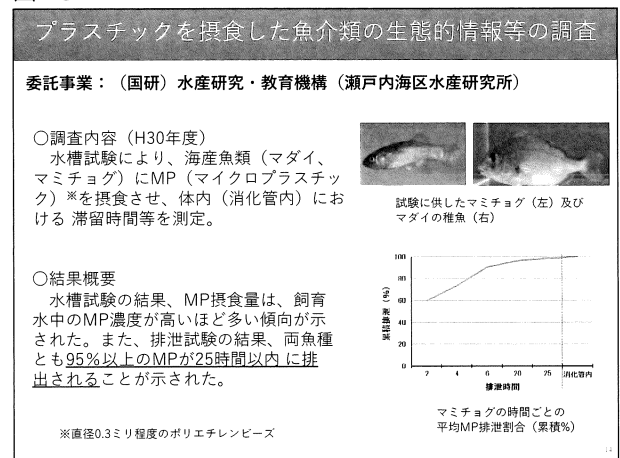 プラスチックを摂食した魚介類の生態的情報等の調査
委託事業：（国研）水産研究・教育機構（瀬戸内海区水産研究所）
〇調査内容（H30年度）
水槽試験により、海産魚類（マダイ、
マミチョグ）にMP（マイクロプラスチッ
ク）※を摂食させ、体内（消化管内）にお
ける 滞留時間等を測定。
試験に供したマミチョグ（左）及び
マダイの稚魚（右）
〇結果概要
水槽試験の結果、MP摂食量は、飼育
水中のMP濃度が高いほど多い傾向が示
された。また、排泄試験の結果、両魚種
とも95%以上のMPが25時間以内 に排
出されることが示された。
※直径0.3ミリ程度のポリエチレンビーズ
累積排泄（%）
100
80
60
40
20
0
2 4 6 20 25 消化管内
排泄時間
マミチョグの時間ごとの
平均MP排泄割合（累積%）